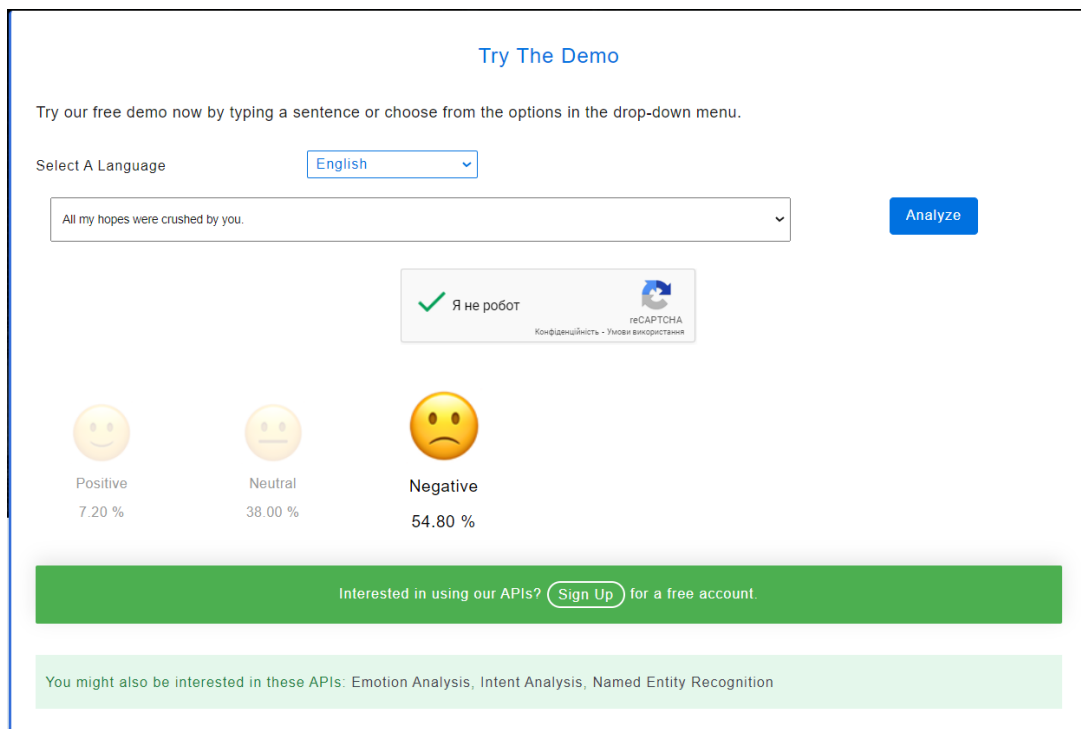 Try The Demo
Try our free demo now by typing a sentence or choose from the options in the drop-down menu.
Select A Language
English
All my hopes were crushed by you.
Analyze
Я не робот
reCAPTCHA
Конфіденційність - Умови використання
Positive
7.20 %
Neutral
38.00 %
Negative
54.80 %
Interested in using our APIs? Sign Up for a free account.
You might also be interested in these APIs: Emotion Analysis, Intent Analysis, Named Entity Recognition